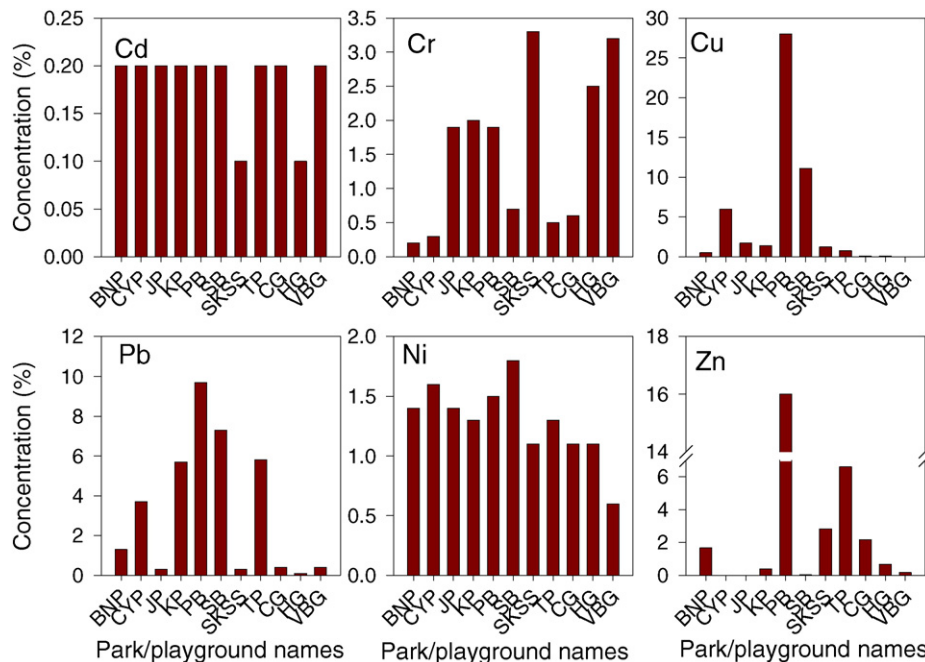 Cd
Cr
Cu
Concentration (%)
0.25
0.20
0.15
0.10
0.05
0.00
3.5
3.0
2.5
2.0
1.5
1.0
0.5
0.0
30
25
20
15
10
5
0
BNP CYP JP KP PB SB SKSS TP CG HG VBG
BNP CYP JP KP PB SB SKSS TP CG HG VBG
BNP CYP JP KP PB SB SKSS TP CG HG VBG
Pb
Ni
Zn
Concentration (%)
12
10
8
6
4
2
0
2.0
1.5
1.0
0.5
0.0
18
16
14
6
4
2
0
BNP CYP JP KP PB SB SKSS TP CG HG VBG
BNP CYP JP KP PB SB SKSS TP CG HG VBG
BNP CYP JP KP PB SB SKSS TP CG HG VBG
Park/playground names
Park/playground names
Park/playground names